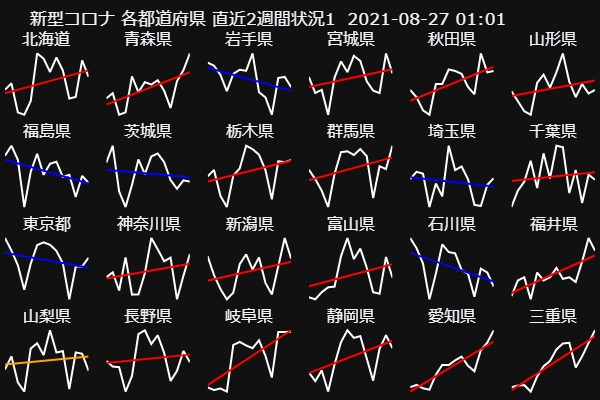 新型コロナ 各都道府県 直近2週間状況1 2021-08-27 01:01
北海道 青森県 岩手県 宮城県 秋田県 山形県
福島県 茨城県 栃木県 群馬県 埼玉県 千葉県
東京都 神奈川県 新潟県 富山県 石川県 福井県
山梨県 長野県 岐阜県 静岡県 愛知県 三重県